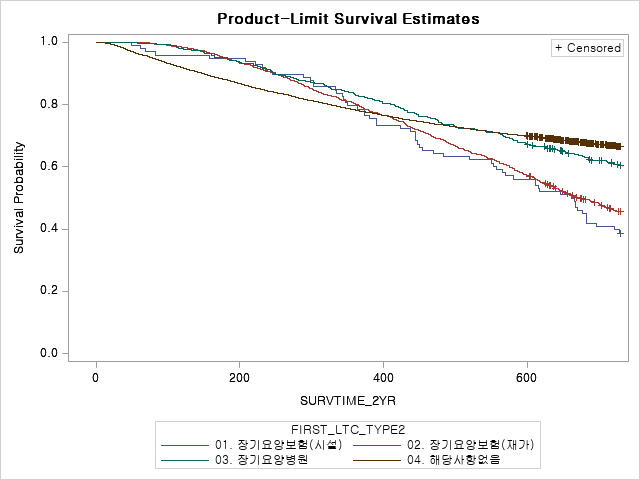 Product-Limit Survival Estimates
+ Censored
1.0
0.8
0.6
0.4
0.2
0.0
Survival Probability
0 200 400 600
SURVTIME_2YR
FIRST_LTC_TYPE2
01. 장기요양보험(시설) 02. 장기요양보험(재가)
03. 장기요양병원 04. 해당사항없음